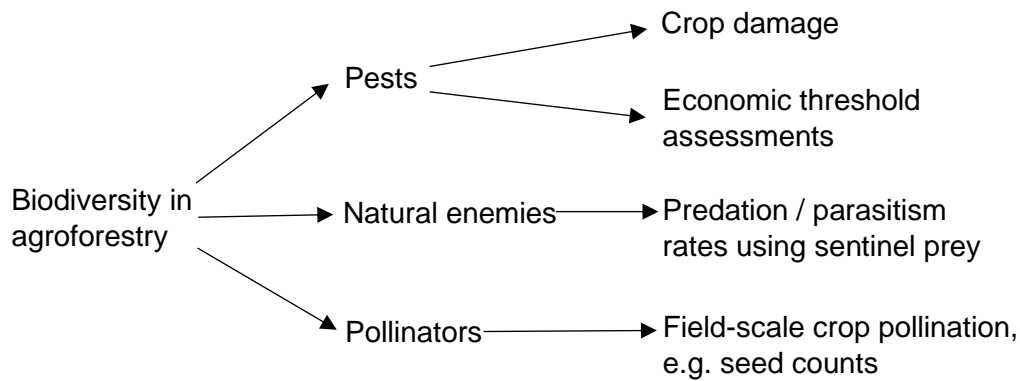 Crop damage
Pests
Economic threshold
assessments
Biodiversity in
agroforestry
Natural enemies
Predation / parasitism
rates using sentinel prey
Pollinators
Field-scale crop pollination,
e.g. seed counts